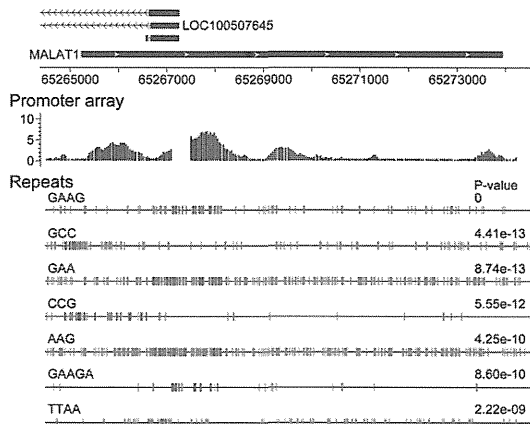 LOC100507645
MALAT1
65265000 65267000 65269000 65271000 65273000
Promoter array
10
5
0
Repeats P-value
GAAG 0
GCC 4.41e-13
GAA 8.74e-13
CCG 5.55e-12
AAG 4.25e-10
GAAGA 8.60e-10
TTAA 2.22e-09